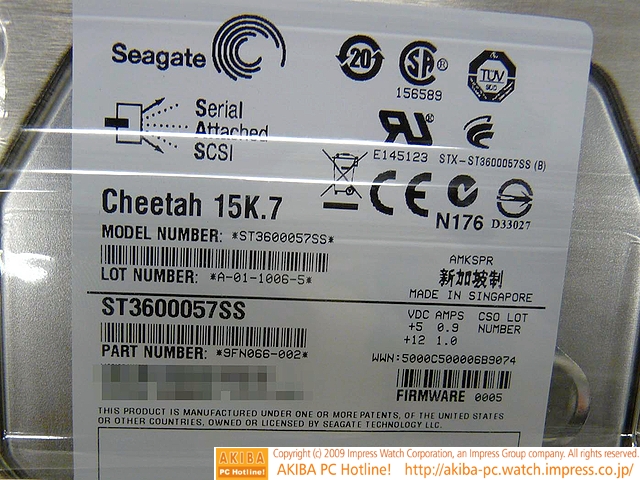 Seagate
20
SA®
156589
TUV
Serial
Attached
SCSI
E145123
STX-ST3600057SS (B)
CE
N176
D33027
Cheetah 15K.7
MODEL NUMBER: *ST3600057SS*
LOT NUMBER: *A-01-1006-5*
AMKSPR
新加坡制
MADE IN SINGAPORE
ST3600057SS
VDC AMPS CSO LOT
+5 0.9 NUMBER
+12 1.0
PART NUMBER: *9FN066-002*
WWN:5000C500006B9074
FIRMWARE 0005
THIS PRODUCT IS MANUFACTURED UNDER ONE OR MORE PATENTS, OF THE UNITED STATES
OR OTHER COUNTRIES, OWNED OR LICENSED BY SEAGATE TECHNOLOGY LLC.
AKIBA
PC Hotline!
Copyright (c) 2009 Impress Watch Corporation, an Impress Group company. All rights reserved.
AKIBA PC Hotline! http://akiba-pc.watch.impress.co.jp/